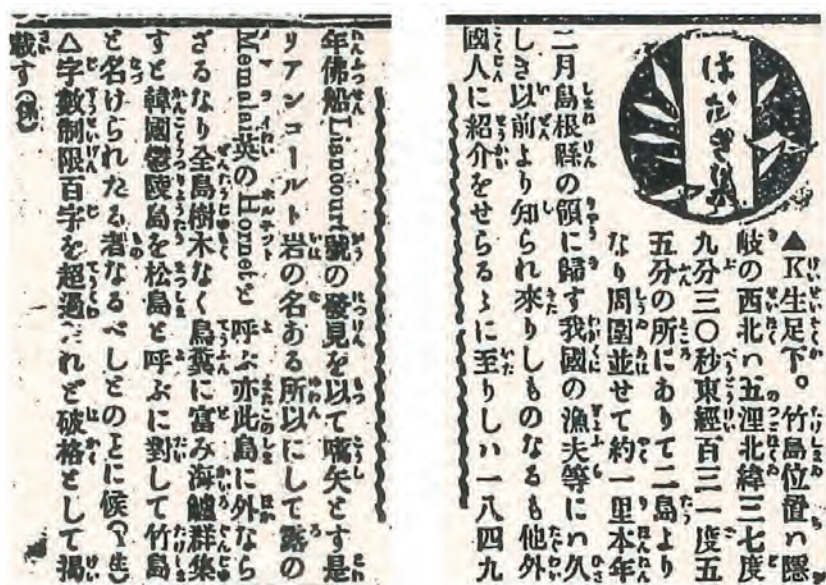 はがき集
▲K生足下。竹島位置ハ隱
岐の西北八五浬北緯三七度
九分三〇秒東經百三一度五
五分の所にありて二島より
なり周圍並せて約一里本年
二月島根縣の領に歸す我國の漁夫等にハ久
しき以前より知られ來りしものなるも他外
國人に紹介をせらるゝに至りしハ一八四九
年佛船Liancourt號の發見を以て嚆矢とす是
リアンコールト岩の名ある所以にして露の
Menalai英のHornetと呼ぶ亦此島に外なら
ざるなり全島樹木なく鳥糞に富み海驢群集
すと韓國鬱陵島を松島と呼ぶに對して竹島
と名けられたる者なるべしとのヿに候
△字數制限百字を超過したれど破格として掲
載す(係)